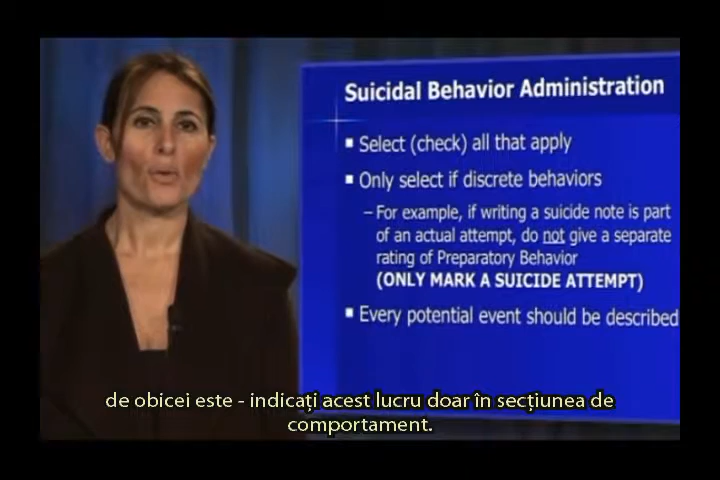 Suicidal Behavior Administration
▪ Select (check) all that apply
▪ Only select if discrete behaviors
– For example, if writing a suicide note is part
of an actual attempt, do not give a separate
rating of Preparatory Behavior
(ONLY MARK A SUICIDE ATTEMPT)
▪ Every potential event should be described
de obicei este - indicați acest lucru doar în secțiunea de
comportament.